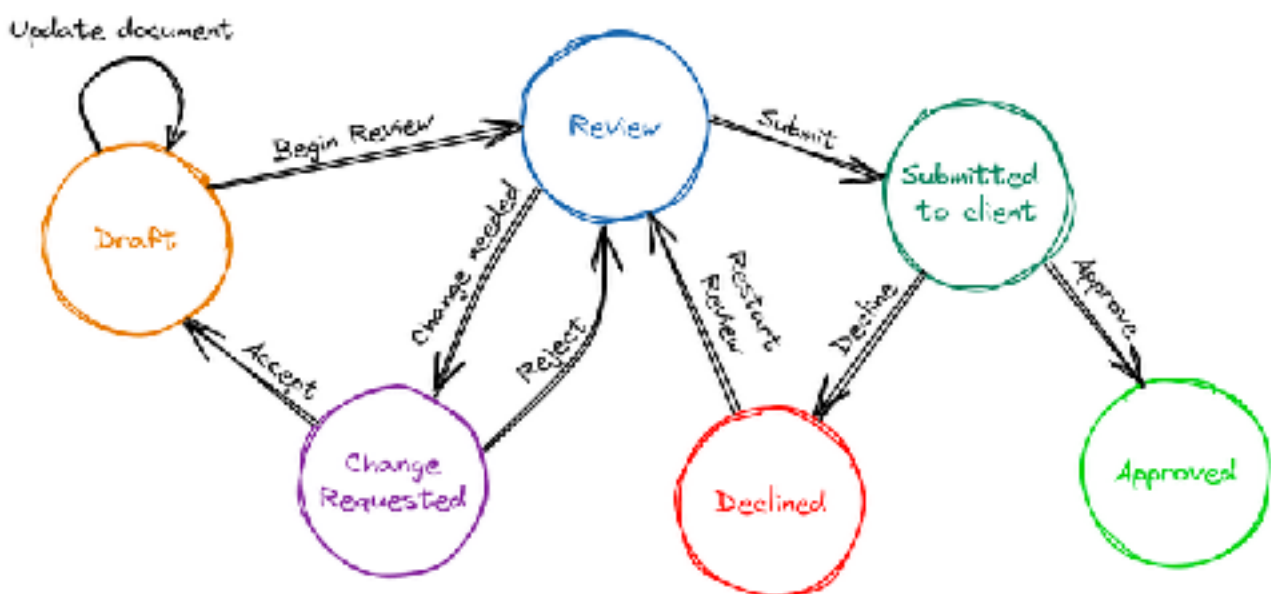 Update document
Begin Review
Review
Submit
Submitted
to client
Draft
Change needed
Restart
Review
Approve
Decline
Reject
Accept
Change
Requested
Declined
Approved